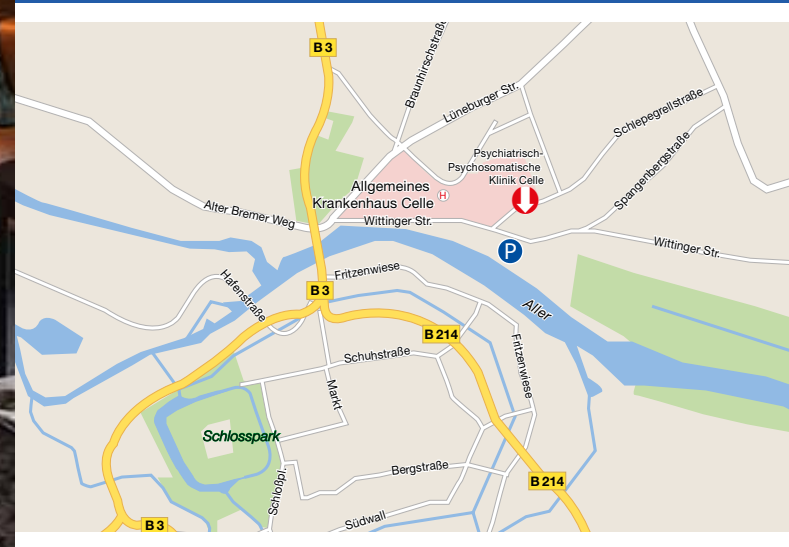 B 3
Braunhirschstraße
Lüneburger Str.
Schlepegrellstraße
Spangenbergstraße
Psychiatrisch-
Psychosomatische
Klinik Celle
Allgemeines
Krankenhaus Celle
H
Alter Bremer Weg
Wittinger Str.
Wittinger Str.
P
Hafenstraße
Fritzenwiese
B 3
Aller
B 214
Schuhstraße
Fritzenwiese
Markt
Schlosspark
Schloßpl.
Bergstraße
B 214
Südwall
B 3